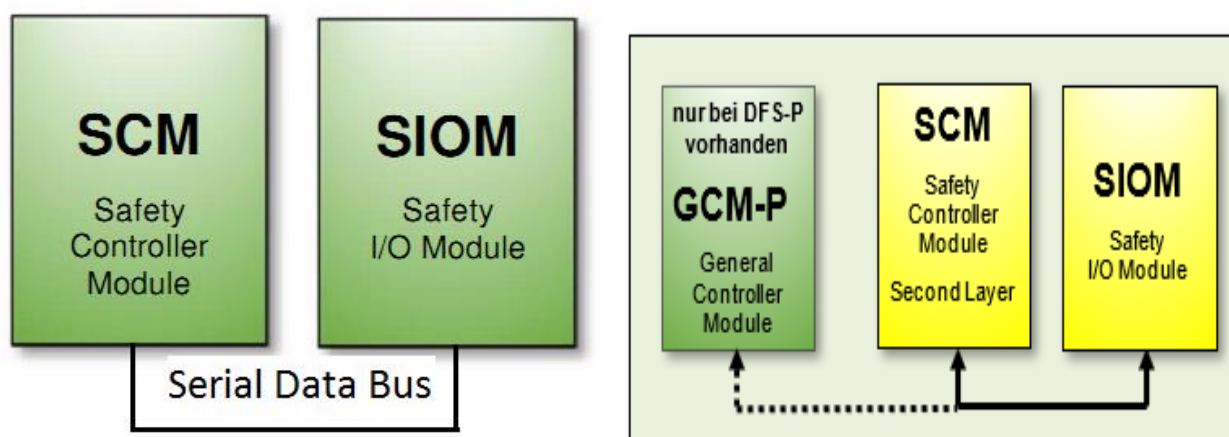 SCM
Safety
Controller
Module
SIOM
Safety
I/O Module
Serial Data Bus
nur bei DFS-P
vorhanden
GCM-P
General
Controller
Module
SCM
Safety
Controller
Module
Second Layer
SIOM
Safety
I/O Module